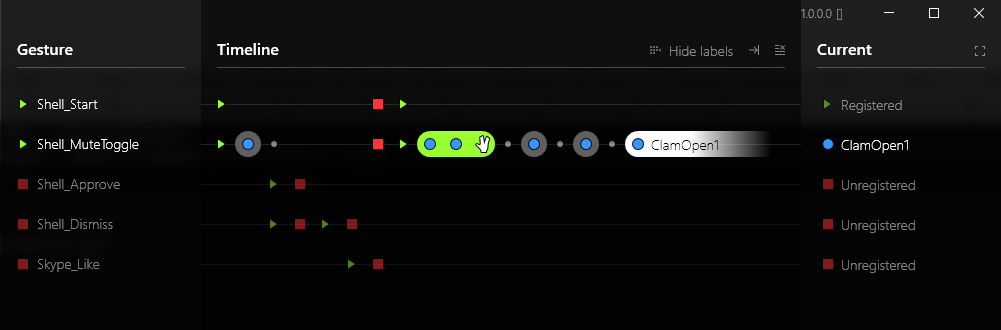 1.0.0.0
Gesture
Timeline
Hide labels
Current
Shell_Start
Registered
Shell_MuteToggle
ClamOpen1
ClamOpen1
Shell_Approve
Unregistered
Shell_Dismiss
Unregistered
Skype_Like
Unregistered